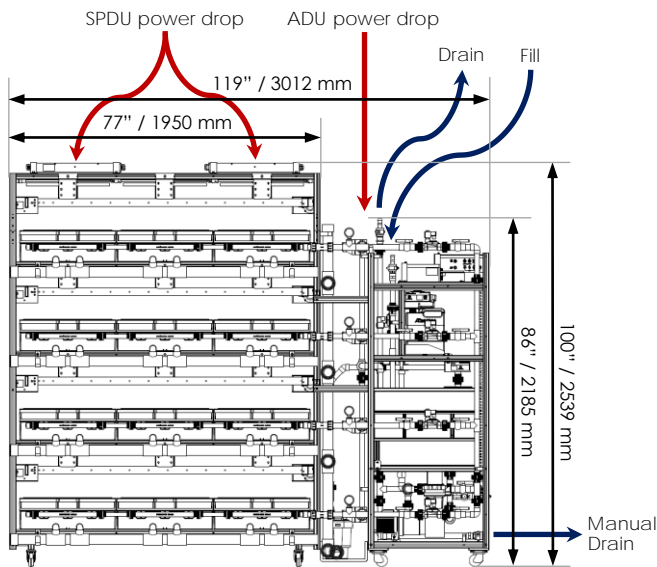 SPDU power drop
ADU power drop
Drain
Fill
119” / 3012 mm
77” / 1950 mm
86” / 2185 mm
100” / 2539 mm
Manual
Drain